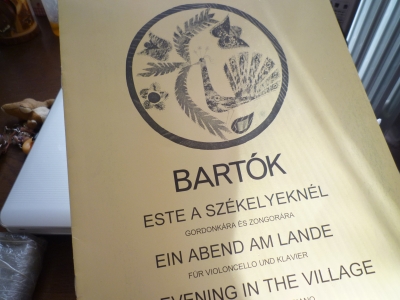 BARTÓK
ESTE A SZÉKELYEKNÉL
GORDONKÁRA ÉS ZONGORÁRA
EIN ABEND AM LANDE
FÜR VIOLONCELLO UND KLAVIER
EVENING IN THE VILLAGE